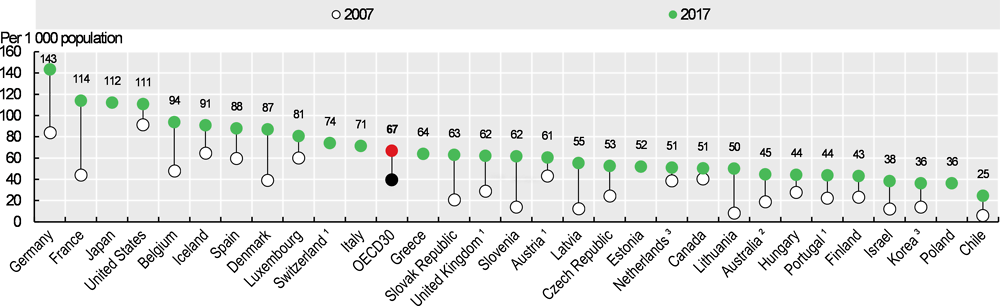 2007 2017
Per 1 000 population
160
140
120
100
80
60
40
20
0
143 114 112 111 94 91 88 87 81 74 71 67 64 63 62 62 61 55 53 52 51 51 50 45 44 44 43 38 36 36 25
Germany
France
Japan
United States
Belgium
Iceland
Spain
Denmark
Luxembourg
Switzerland ¹
Italy
OECD30
Greece
Slovak Republic
United Kingdom ¹
Slovenia
Austria ¹
Latvia
Czech Republic
Estonia
Netherlands ³
Canada
Lithuania
Australia ²
Hungary
Portugal ¹
Finland
Israel
Korea ³
Poland
Chile